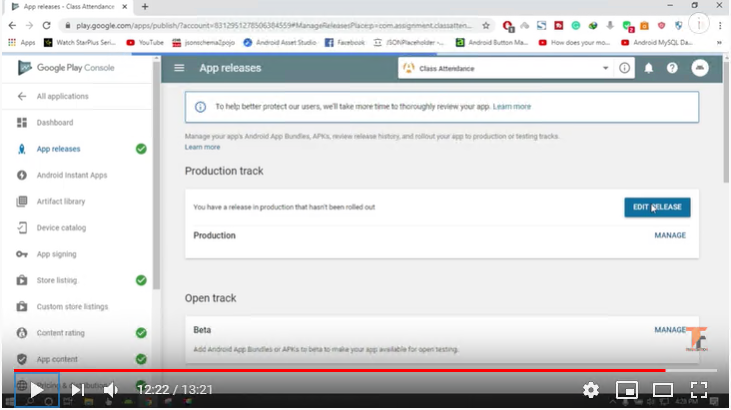 App releases - Class Attendance
play.google.com/apps/publish/?account=8312951278506384559#ManageReleasesPlace:p=com.assignment.classatten...
Apps
Watch StarPlus Seri...
YouTube
jsonschema2pojo
Android Asset Studio
Facebook
{JSON}Placeholder -...
Android Button Ma...
How does your mo...
Android MySQL Da...
Google Play Console
App releases
Class Attendance
All applications
Dashboard
App releases
Android Instant Apps
Artifact library
Device catalog
App signing
Store listing
Custom store listings
Content rating
App content
Pricing & distribution
To help better protect our users, we'll take more time to thoroughly review your app. Learn more
Manage your app's Android App Bundles, APKs, review release history, and rollout your app to production or testing tracks.
Learn more
Production track
You have a release in production that hasn't been rolled out
EDIT RELEASE
Production
MANAGE
Open track
Beta
MANAGE
Add Android App Bundles or APKs to beta to make your app available for open testing.
12:22 / 13:21
4:29 PM